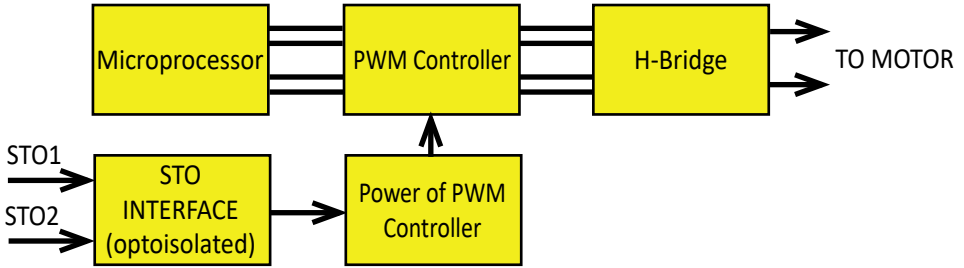 Microprocessor
PWM Controller
H-Bridge
TO MOTOR
STO1
STO2
STO
INTERFACE
(optoisolated)
Power of PWM
Controller